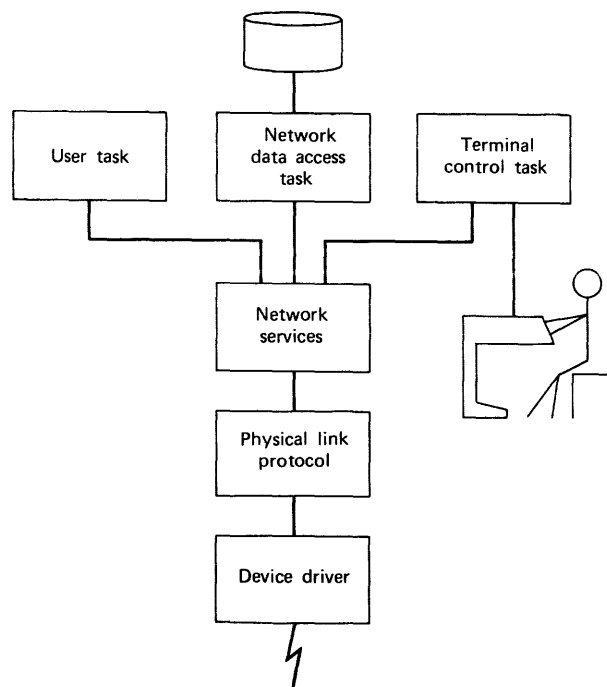 User task
Network
data access
task
Terminal
control task
Network
services
Physical link
protocol
Device driver